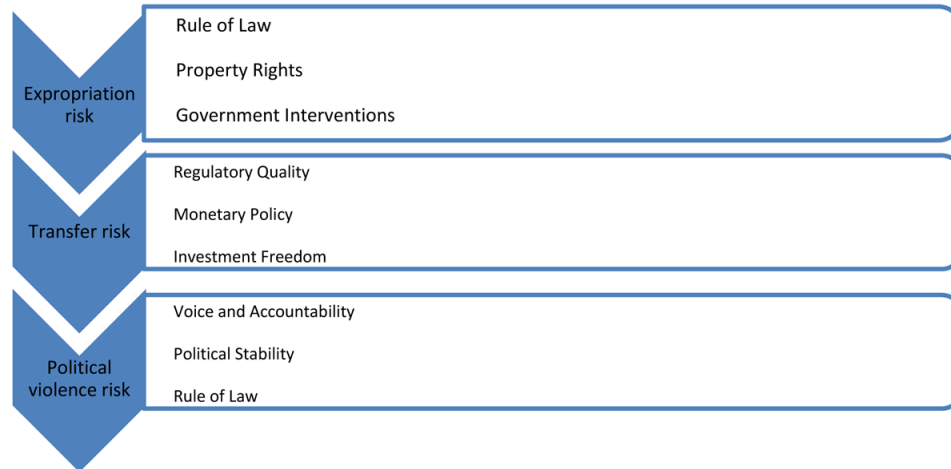 Expropriation
risk
Rule of Law
Property Rights
Government Interventions
Transfer risk
Regulatory Quality
Monetary Policy
Investment Freedom
Political
violence risk
Voice and Accountability
Political Stability
Rule of Law